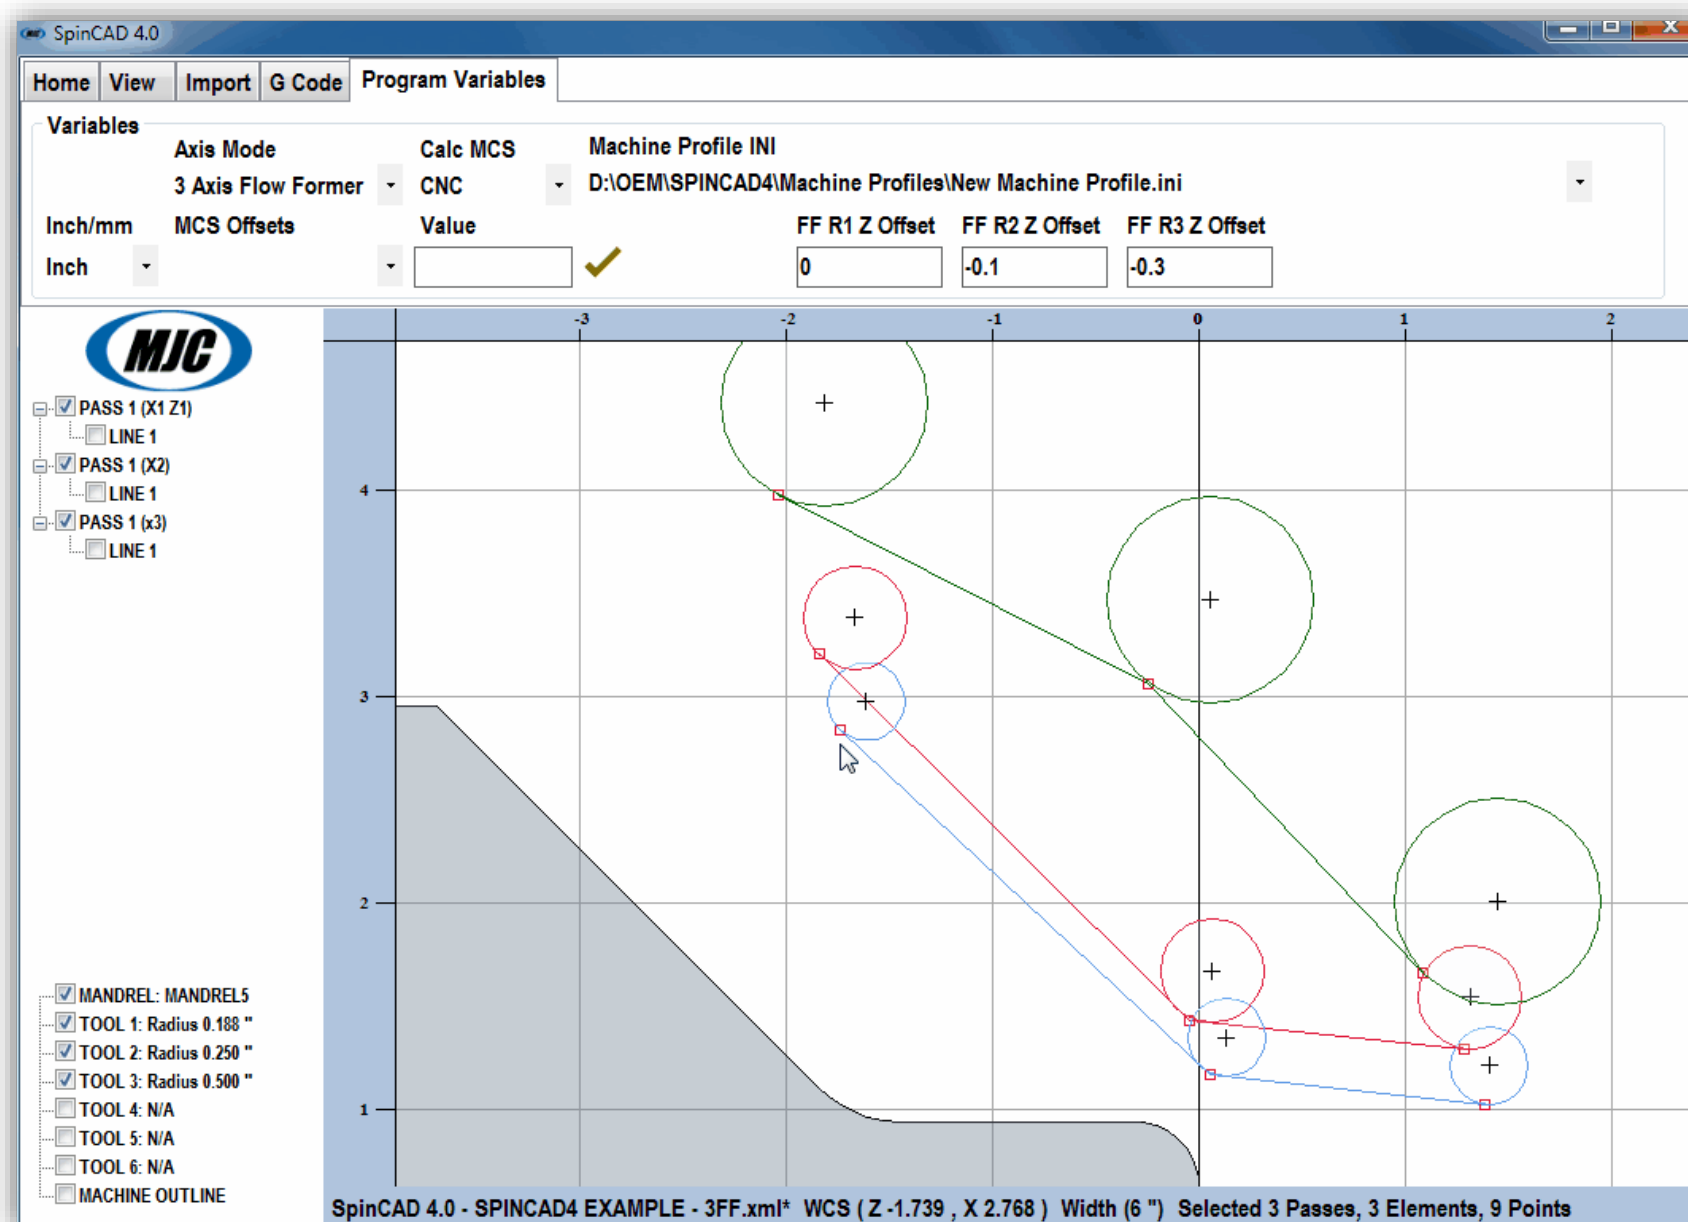 SpinCAD 4.0
Home View Import G Code Program Variables
Variables
Axis Mode Calc MCS Machine Profile INI
3 Axis Flow Former CNC D:\OEM\SPINCAD4\Machine Profiles\New Machine Profile.ini
Inch/mm MCS Offsets Value FF R1 Z Offset FF R2 Z Offset FF R3 Z Offset
Inch 0 -0.1 -0.3
MJC
-3 -2 -1 0 1 2
PASS 1 (X1 Z1)
LINE 1
PASS 1 (X2)
LINE 1
PASS 1 (x3)
LINE 1
4
3
2
1
MANDREL: MANDREL5
TOOL 1: Radius 0.188 "
TOOL 2: Radius 0.250 "
TOOL 3: Radius 0.500 "
TOOL 4: N/A
TOOL 5: N/A
TOOL 6: N/A
MACHINE OUTLINE
SpinCAD 4.0 - SPINCAD4 EXAMPLE - 3FF.xml* WCS ( Z -1.739 , X 2.768 ) Width (6 ") Selected 3 Passes, 3 Elements, 9 Points